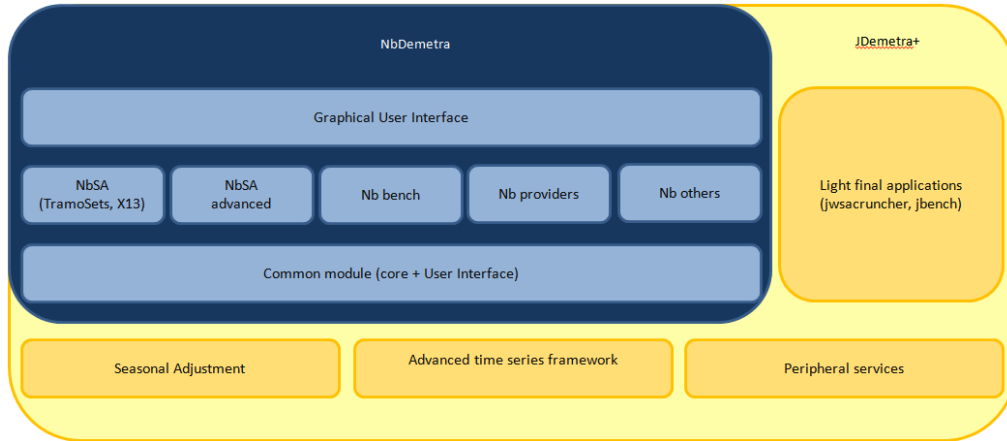 NbDemetra
JDemetra+
Graphical User Interface
NbSA
(TramoSets, X13)
NbSA
advanced
Nb bench
Nb providers
Nb others
Light final applications
(jwsacruncher, jbench)
Common module (core + User Interface)
Seasonal Adjustment
Advanced time series framework
Peripheral services